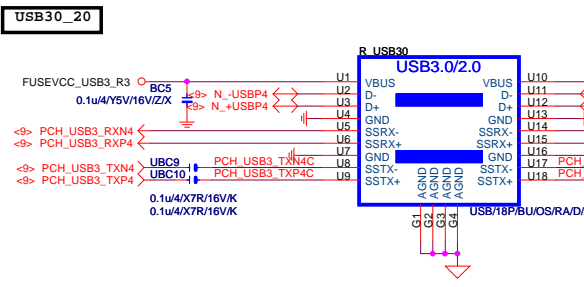 USB30_20
R_USB30
USB3.0/2.0
FUSEVCC_USB3_R3
BC5
0.1u/4/Y5V/16V/Z/X
<9> N_-USBP4
<9> N_+USBP4
<9> PCH_USB3_RXN4
<9> PCH_USB3_RXP4
<9> PCH_USB3_TXN4
<9> PCH_USB3_TXP4
UBC9
UBC10
PCH_USB3_TXN4C
PCH_USB3_TXP4C
0.1u/4/X7R/16V/K
0.1u/4/X7R/16V/K
U1 VBUS VBUS U10
U2 D- D- U11
U3 D+ D+ U12
U4 GND GND U13
U5 SSRX- SSRX- U14
U6 SSRX+ SSRX+ U15
U7 GND GND U16
U8 SSTX- SSTX- U17 PCH
U9 SSTX+ SSTX+ U18 PCH
AGND AGND AGND AGND
G1 G2 G3 G4
USB/18P/BU/OS/RA/D/